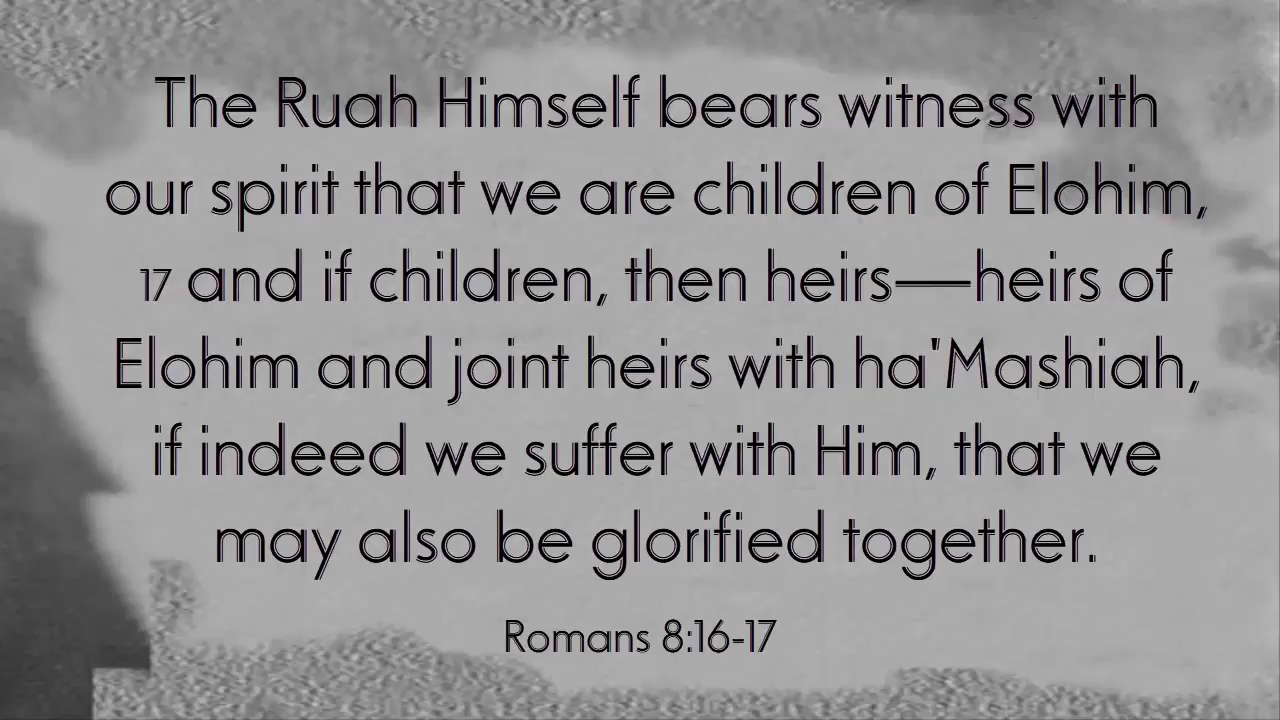 The Ruah Himself bears witness with
our spirit that we are children of Elohim,
17 and if children, then heirs—heirs of
Elohim and joint heirs with ha'Mashiah,
if indeed we suffer with Him, that we
may also be glorified together.
Romans 8:16-17